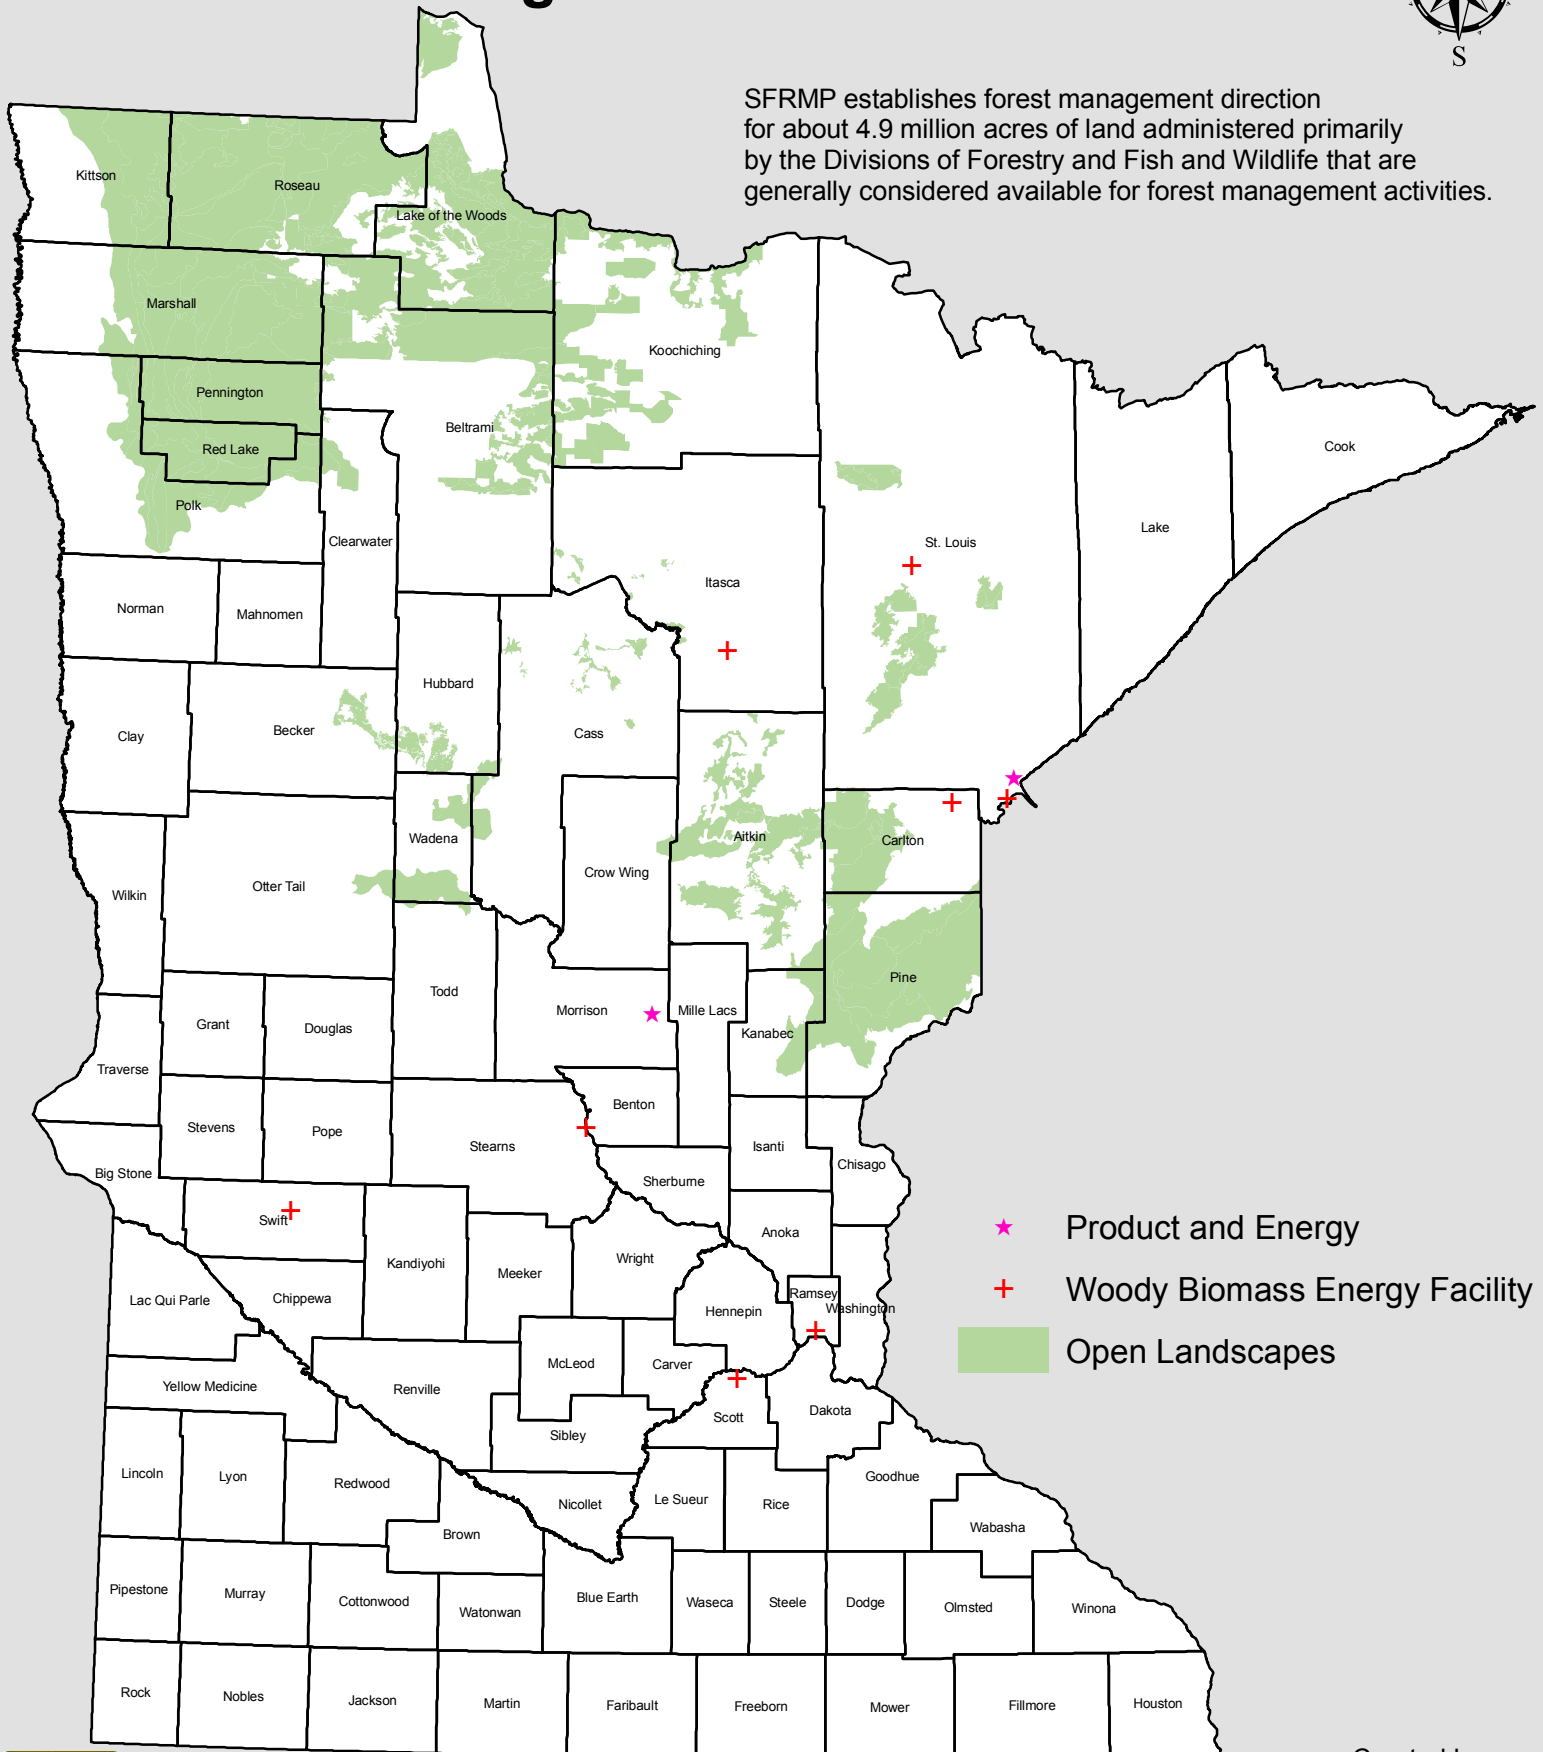 g
S
SFRMP establishes forest management direction
for about 4.9 million acres of land administered primarily
by the Divisions of Forestry and Fish and Wildlife that are
generally considered available for forest management activities.
Kittson
Roseau
Lake of the Woods
Marshall
Koochiching
Pennington
Beltrami
Red Lake
Cook
Polk
Clearwater
St. Louis
Lake
Itasca
Norman
Mahnomen
Hubbard
Clay
Becker
Cass
Wadena
Aitkin
Carlton
Crow Wing
Otter Tail
Wilkin
Pine
Todd
Morrison
Mille Lacs
Grant
Douglas
Kanabec
Traverse
Benton
Stevens
Pope
Stearns
Isanti
Chisago
Big Stone
Sherburne
Swift
Anoka
Product and Energy
Wright
Kandiyohi
Meeker
Woody Biomass Energy Facility
Ramsey
Lac Qui Parle
Chippewa
Hennepin
Washington
Open Landscapes
McLeod
Carver
Yellow Medicine
Renville
Scott
Dakota
Sibley
Lincoln
Lyon
Redwood
Goodhue
Nicollet
Le Sueur
Rice
Brown
Wabasha
Pipestone
Murray
Cottonwood
Watonwan
Blue Earth
Waseca
Steele
Dodge
Olmsted
Winona
Rock
Nobles
Jackson
Martin
Faribault
Freeborn
Mower
Fillmore
Houston